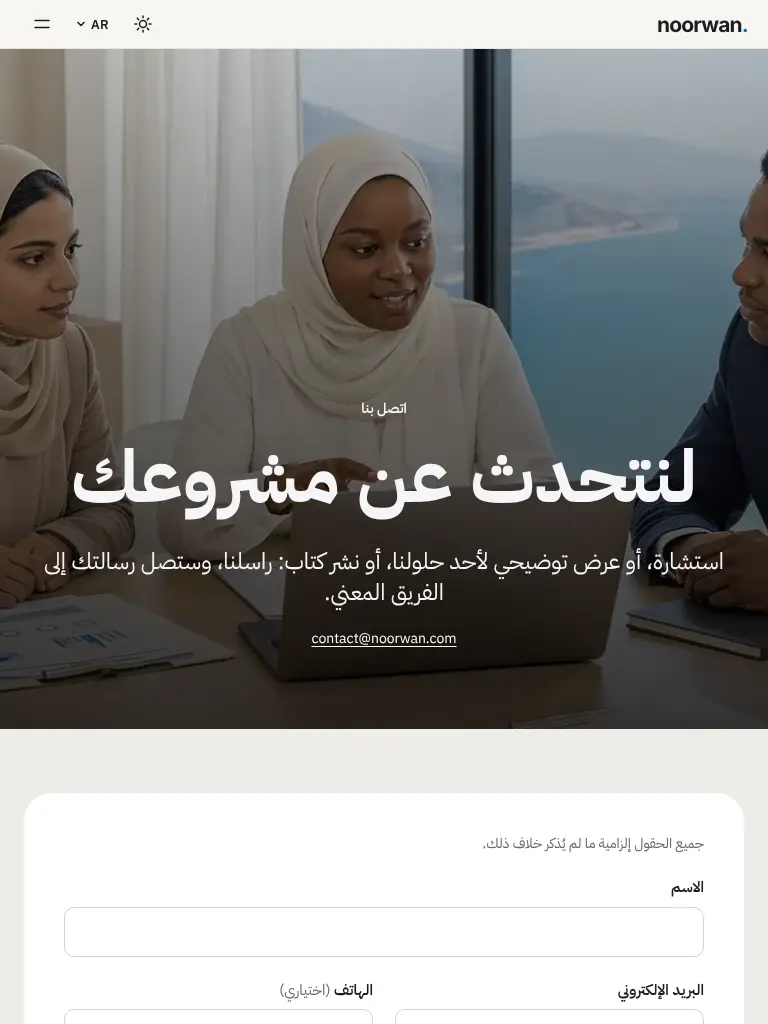 noorwan.
AR
اتصل بنا
لنتحدث عن مشروعك
استشارة، أو عرض توضيحي لأحد حلولنا، أو نشر كتاب: راسلنا، وستصل رسالتك إلى
الفريق المعني.
contact@noorwan.com
جميع الحقول إلزامية ما لم يُذكر خلاف ذلك.
الاسم
البريد الإلكتروني
الهاتف (اختياري)